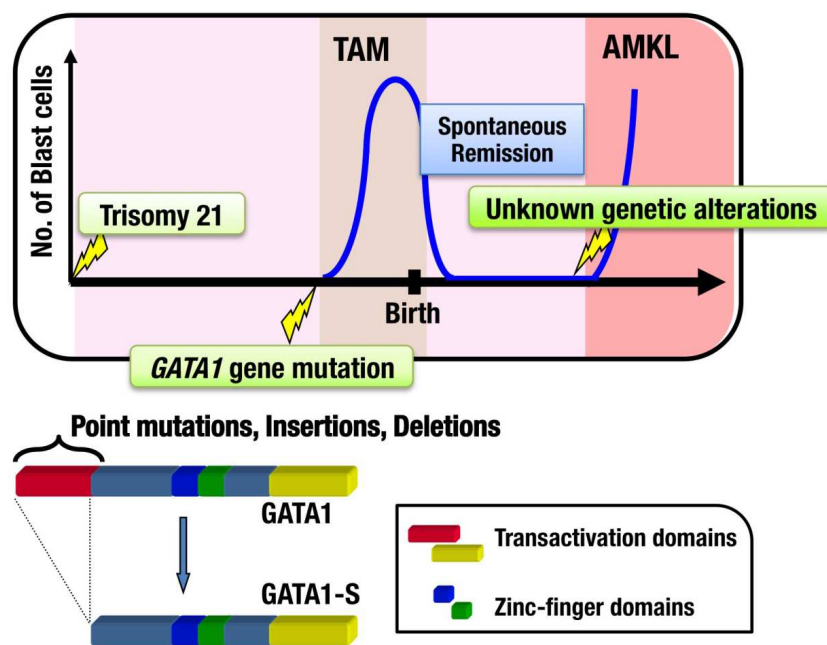 TAM
AMKL
No. of Blast cells
Spontaneous
Remission
Trisomy 21
Unknown genetic alterations
Birth
GATA1 gene mutation
Point mutations, Insertions, Deletions
GATA1
GATA1-S
Transactivation domains
Zinc-finger domains